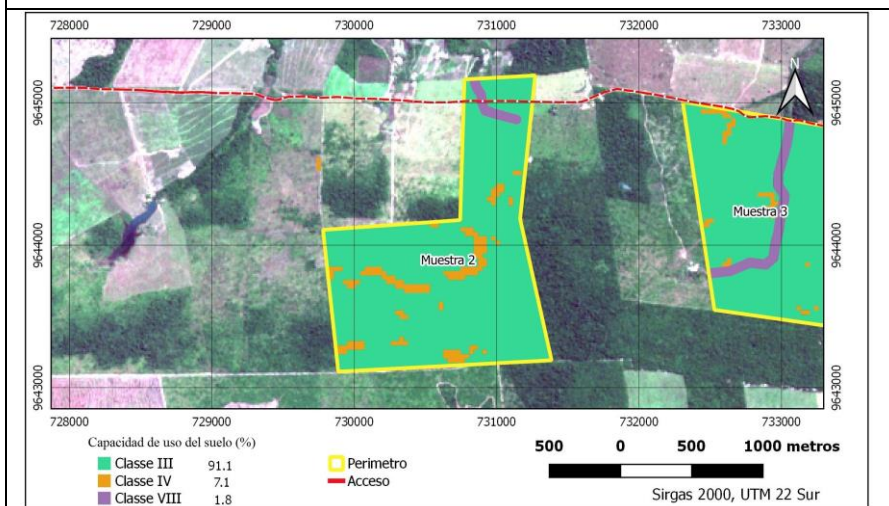 728000 729000 730000 731000 732000 733000
N
9645000 9645000
Muestra 3
9644000 9644000
Muestra 2
9643000 9643000
728000 729000 730000 731000 732000 733000
Capacidad de uso del suelo (%)
Classe III 91.1
Classe IV 7.1
Classe VIII 1.8
Perimetro
Acceso
500 0 500 1000 metros
Sirgas 2000, UTM 22 Sur